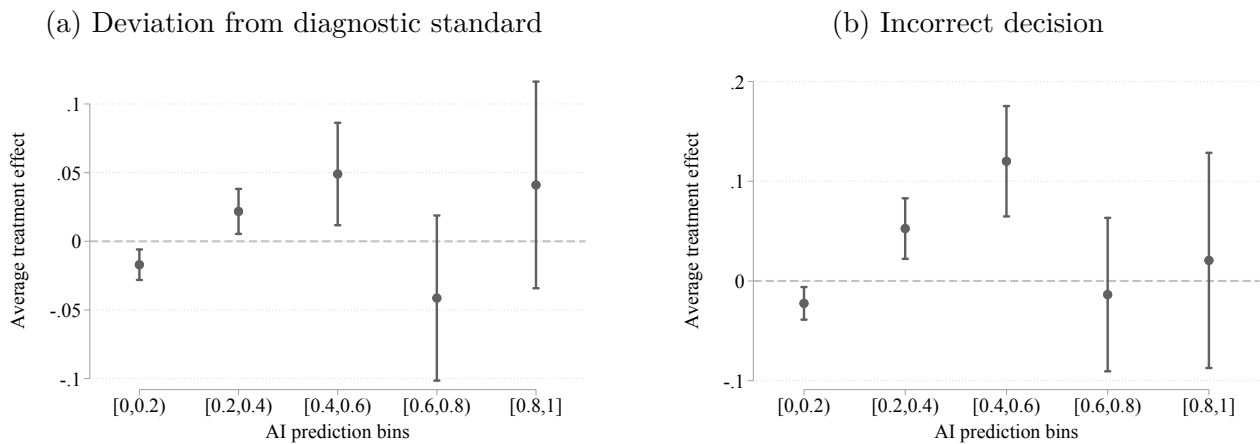 (a) Deviation from diagnostic standard
Average treatment effect
.1
.05
0
-.05
-.1
[0,0.2) [0.2,0.4) [0.4,0.6) [0.6,0.8) [0.8,1]
AI prediction bins
(b) Incorrect decision
Average treatment effect
.2
.1
0
-.1
[0,0.2) [0.2,0.4) [0.4,0.6) [0.6,0.8) [0.8,1]
AI prediction bins